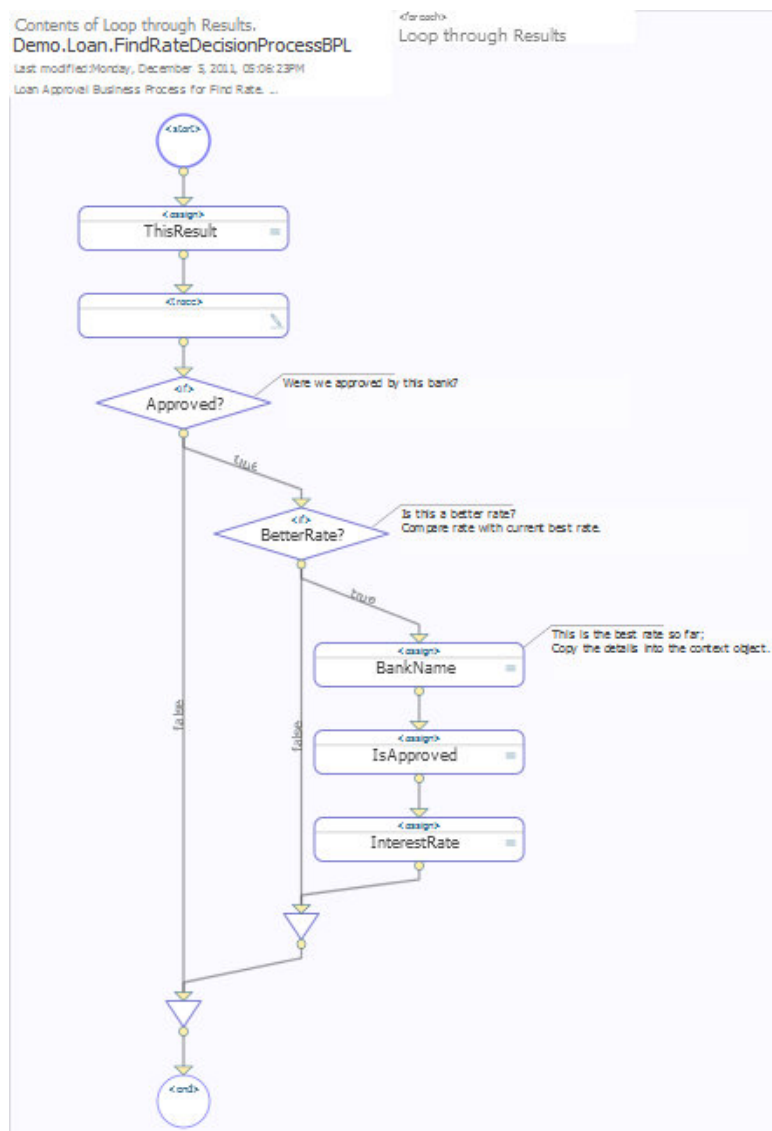 Contents of Loop through Results.
Demo.Loan.FindRateDecisionProcessBPL
Last modified:Monday, December 5, 2011, 05:06:23PM
Loan Approval Business Process for Find Rate. ...
<foreach>
Loop through Results
<start>
<assign>
ThisResult
<trace>
<if>
Approved?
Were we approved by this bank?
true
<if>
BetterRate?
Is this a better rate?
Compare rate with current best rate.
true
<assign>
BankName
This is the best rate so far;
Copy the details into the context object.
false
false
<assign>
IsApproved
<assign>
InterestRate
<end>